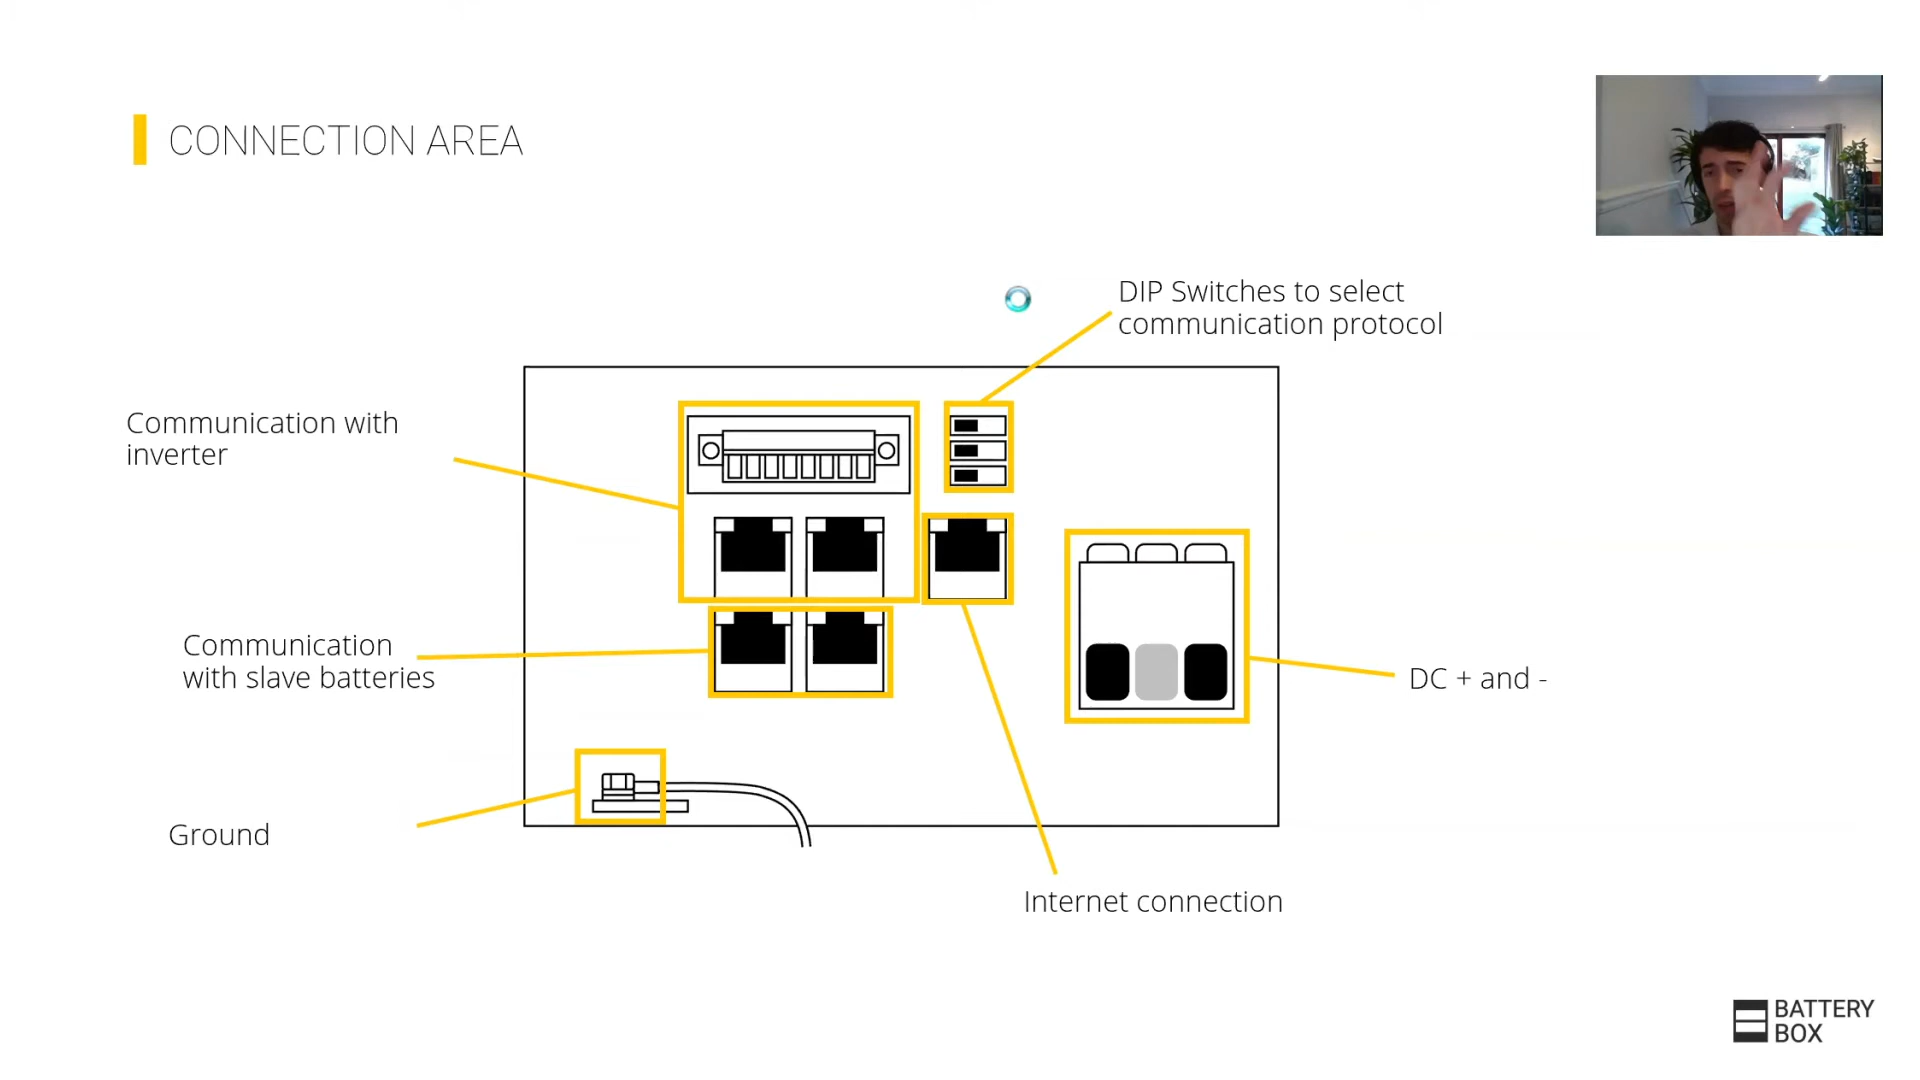 CONNECTION AREA
DIP Switches to select
communication protocol
Communication with
inverter
Communication
with slave batteries
DC + and -
Ground
Internet connection
BATTERY
BOX